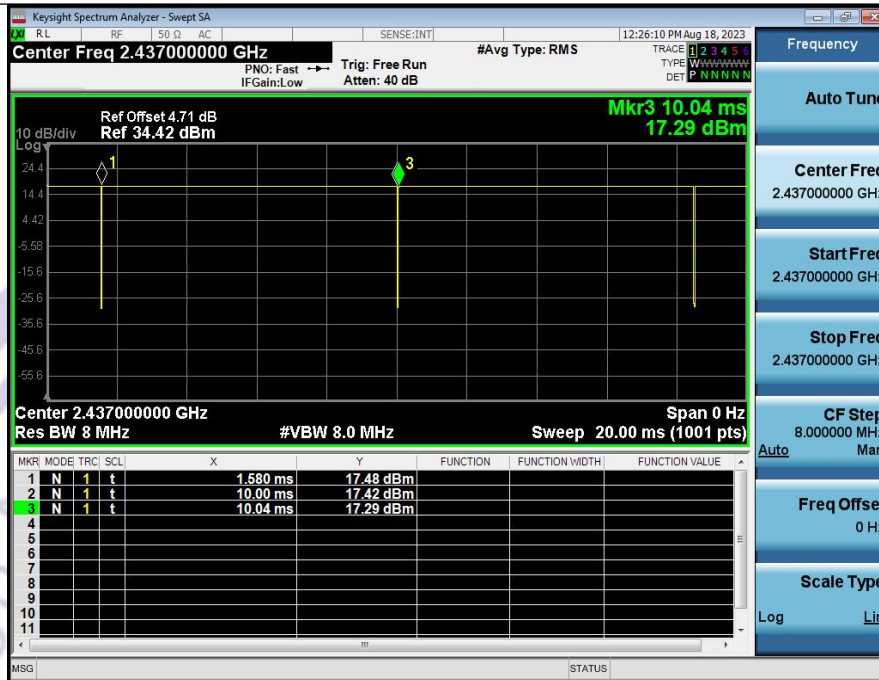 Keysight Spectrum Analyzer - Swept SA
LXI RL RF 50 Ω AC SENSE:INT 12:26:10 PM Aug 18, 2023
Center Freq 2.437000000 GHz #Avg Type: RMS TRACE 1 2 3 4 5 6
PNO: Fast Trig: Free Run TYPE WWWWWW
IFGain:Low Atten: 40 dB DET P NNNNN
Mkr3 10.04 ms
17.29 dBm
Ref Offset 4.71 dB
10 dB/div Ref 34.42 dBm
Log
1
3
24.4
14.4
4.42
-5.58
-15.6
-25.6
-35.6
-45.6
-55.6
Center 2.437000000 GHz Span 0 Hz
Res BW 8 MHz #VBW 8.0 MHz Sweep 20.00 ms (1001 pts)
MKR MODE TRC SCL X Y FUNCTION FUNCTION WIDTH FUNCTION VALUE
1 N 1 t 1.580 ms 17.48 dBm
2 N 1 t 10.00 ms 17.42 dBm
3 N 1 t 10.04 ms 17.29 dBm
4
5
6
7
8
9
10
11
MSG STATUS
Frequency
Auto Tune
Center Freq
2.437000000 GHz
Start Freq
2.437000000 GHz
Stop Freq
2.437000000 GHz
CF Step
8.000000 MHz
Auto Man
Freq Offset
0 Hz
Scale Type
Log Lin